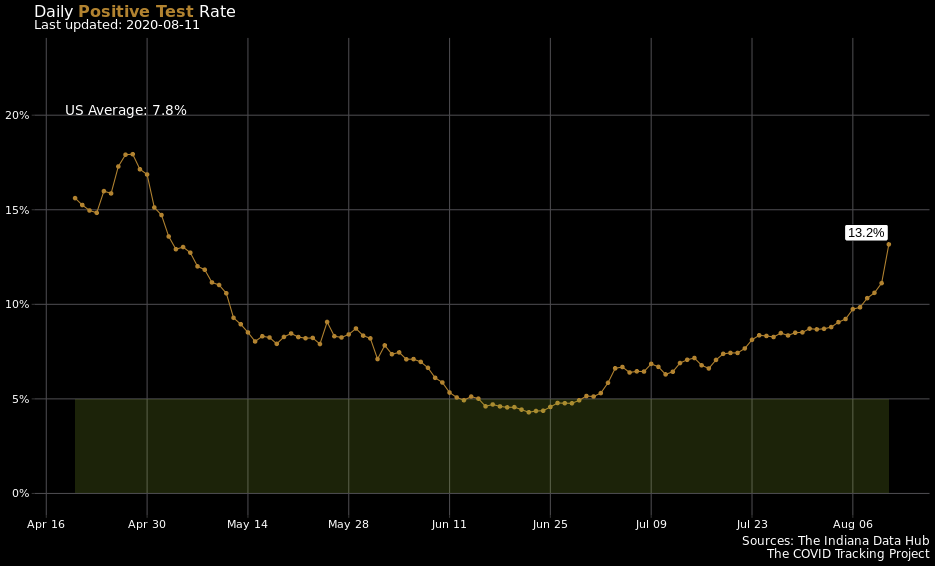 Daily Positive Test Rate
Last updated: 2020-08-11
US Average: 7.8%
20%
15%
13.2%
10%
5%
0%
Apr 16 Apr 30 May 14 May 28 Jun 11 Jun 25 Jul 09 Jul 23 Aug 06
Sources: The Indiana Data Hub
The COVID Tracking Project